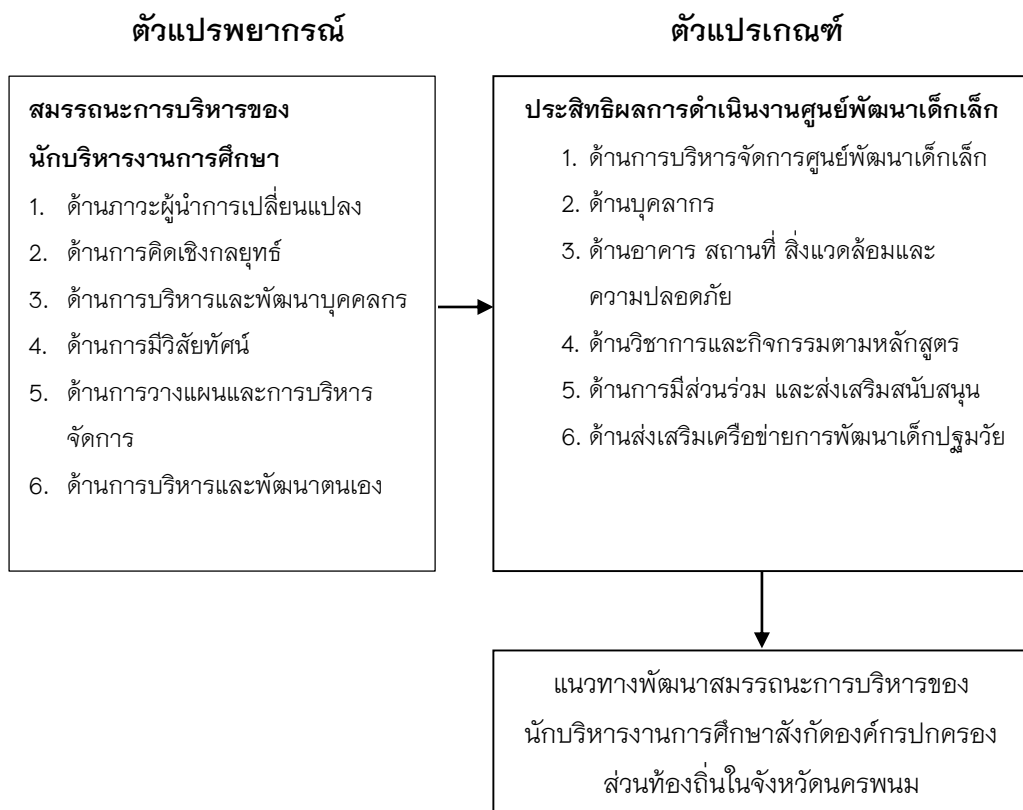 ตัวแปรพยากรณ์
ตัวแปรเกณฑ์
สมรรถนะการบริหารของ
นักบริหารงานการศึกษา
1. ด้านภาวะผู้นำการเปลี่ยนแปลง
2. ด้านการคิดเชิงกลยุทธ์
3. ด้านการบริหารและพัฒนาบุคคลกร
4. ด้านการมีวิสัยทัศน์
5. ด้านการวางแผนและการบริหาร
จัดการ
6. ด้านการบริหารและพัฒนาตนเอง
ประสิทธิผลการดำเนินงานศูนย์พัฒนาเด็กเล็ก
1. ด้านการบริหารจัดการศูนย์พัฒนาเด็กเล็ก
2. ด้านบุคลากร
3. ด้านอาคาร สถานที่ สิ่งแวดล้อมและ
ความปลอดภัย
4. ด้านวิชาการและกิจกรรมตามหลักสูตร
5. ด้านการมีส่วนร่วม และส่งเสริมสนับสนุน
6. ด้านส่งเสริมเครือข่ายการพัฒนาเด็กปฐมวัย
แนวทางพัฒนาสมรรถนะการบริหารของ
นักบริหารงานการศึกษาสังกัดองค์กรปกครอง
ส่วนท้องถิ่นในจังหวัดนครพนม